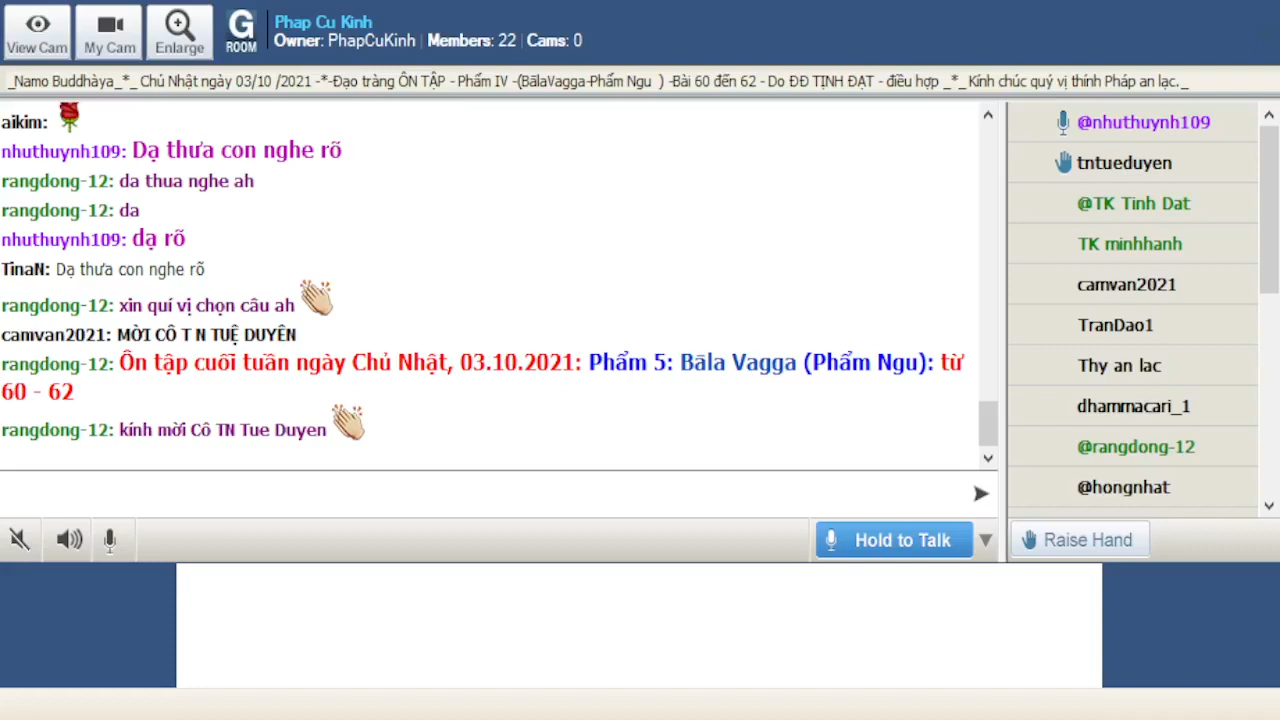 View Cam
My Cam
Enlarge
G
ROOM
Phap Cu Kinh
Owner: PhapCuKinh | Members: 22 | Cams: 0
_Namo Buddhàya_*_ Chủ Nhật ngày 03/10 /2021 -*-Đạo tràng ÔN TẬP - Phẩm IV -(BālaVagga-Phẩm Ngu ) -Bài 60 đến 62 - Do ĐĐ TỊNH ĐẠT - điều hợp _*_ Kính chúc quý vị thính Pháp an lạc._
aikim:
nhuthuynh109: Dạ thưa con nghe rõ
rangdong-12: da thua nghe ah
rangdong-12: da
nhuthuynh109: dạ rõ
TinaN: Dạ thưa con nghe rõ
rangdong-12: xin quí vị chọn câu ah
camvan2021: MỜI CÔ T N TUỆ DUYÊN
rangdong-12: Ôn tập cuối tuần ngày Chủ Nhật, 03.10.2021: Phẩm 5: Bāla Vagga (Phẩm Ngu): từ
60 - 62
rangdong-12: kính mời Cô TN Tue Duyen
@nhuthuynh109
tntueduyen
@TK Tinh Dat
TK minhhanh
camvan2021
TranDao1
Thy an lac
dhammacari_1
@rangdong-12
@hongnhat
Hold to Talk
Raise Hand